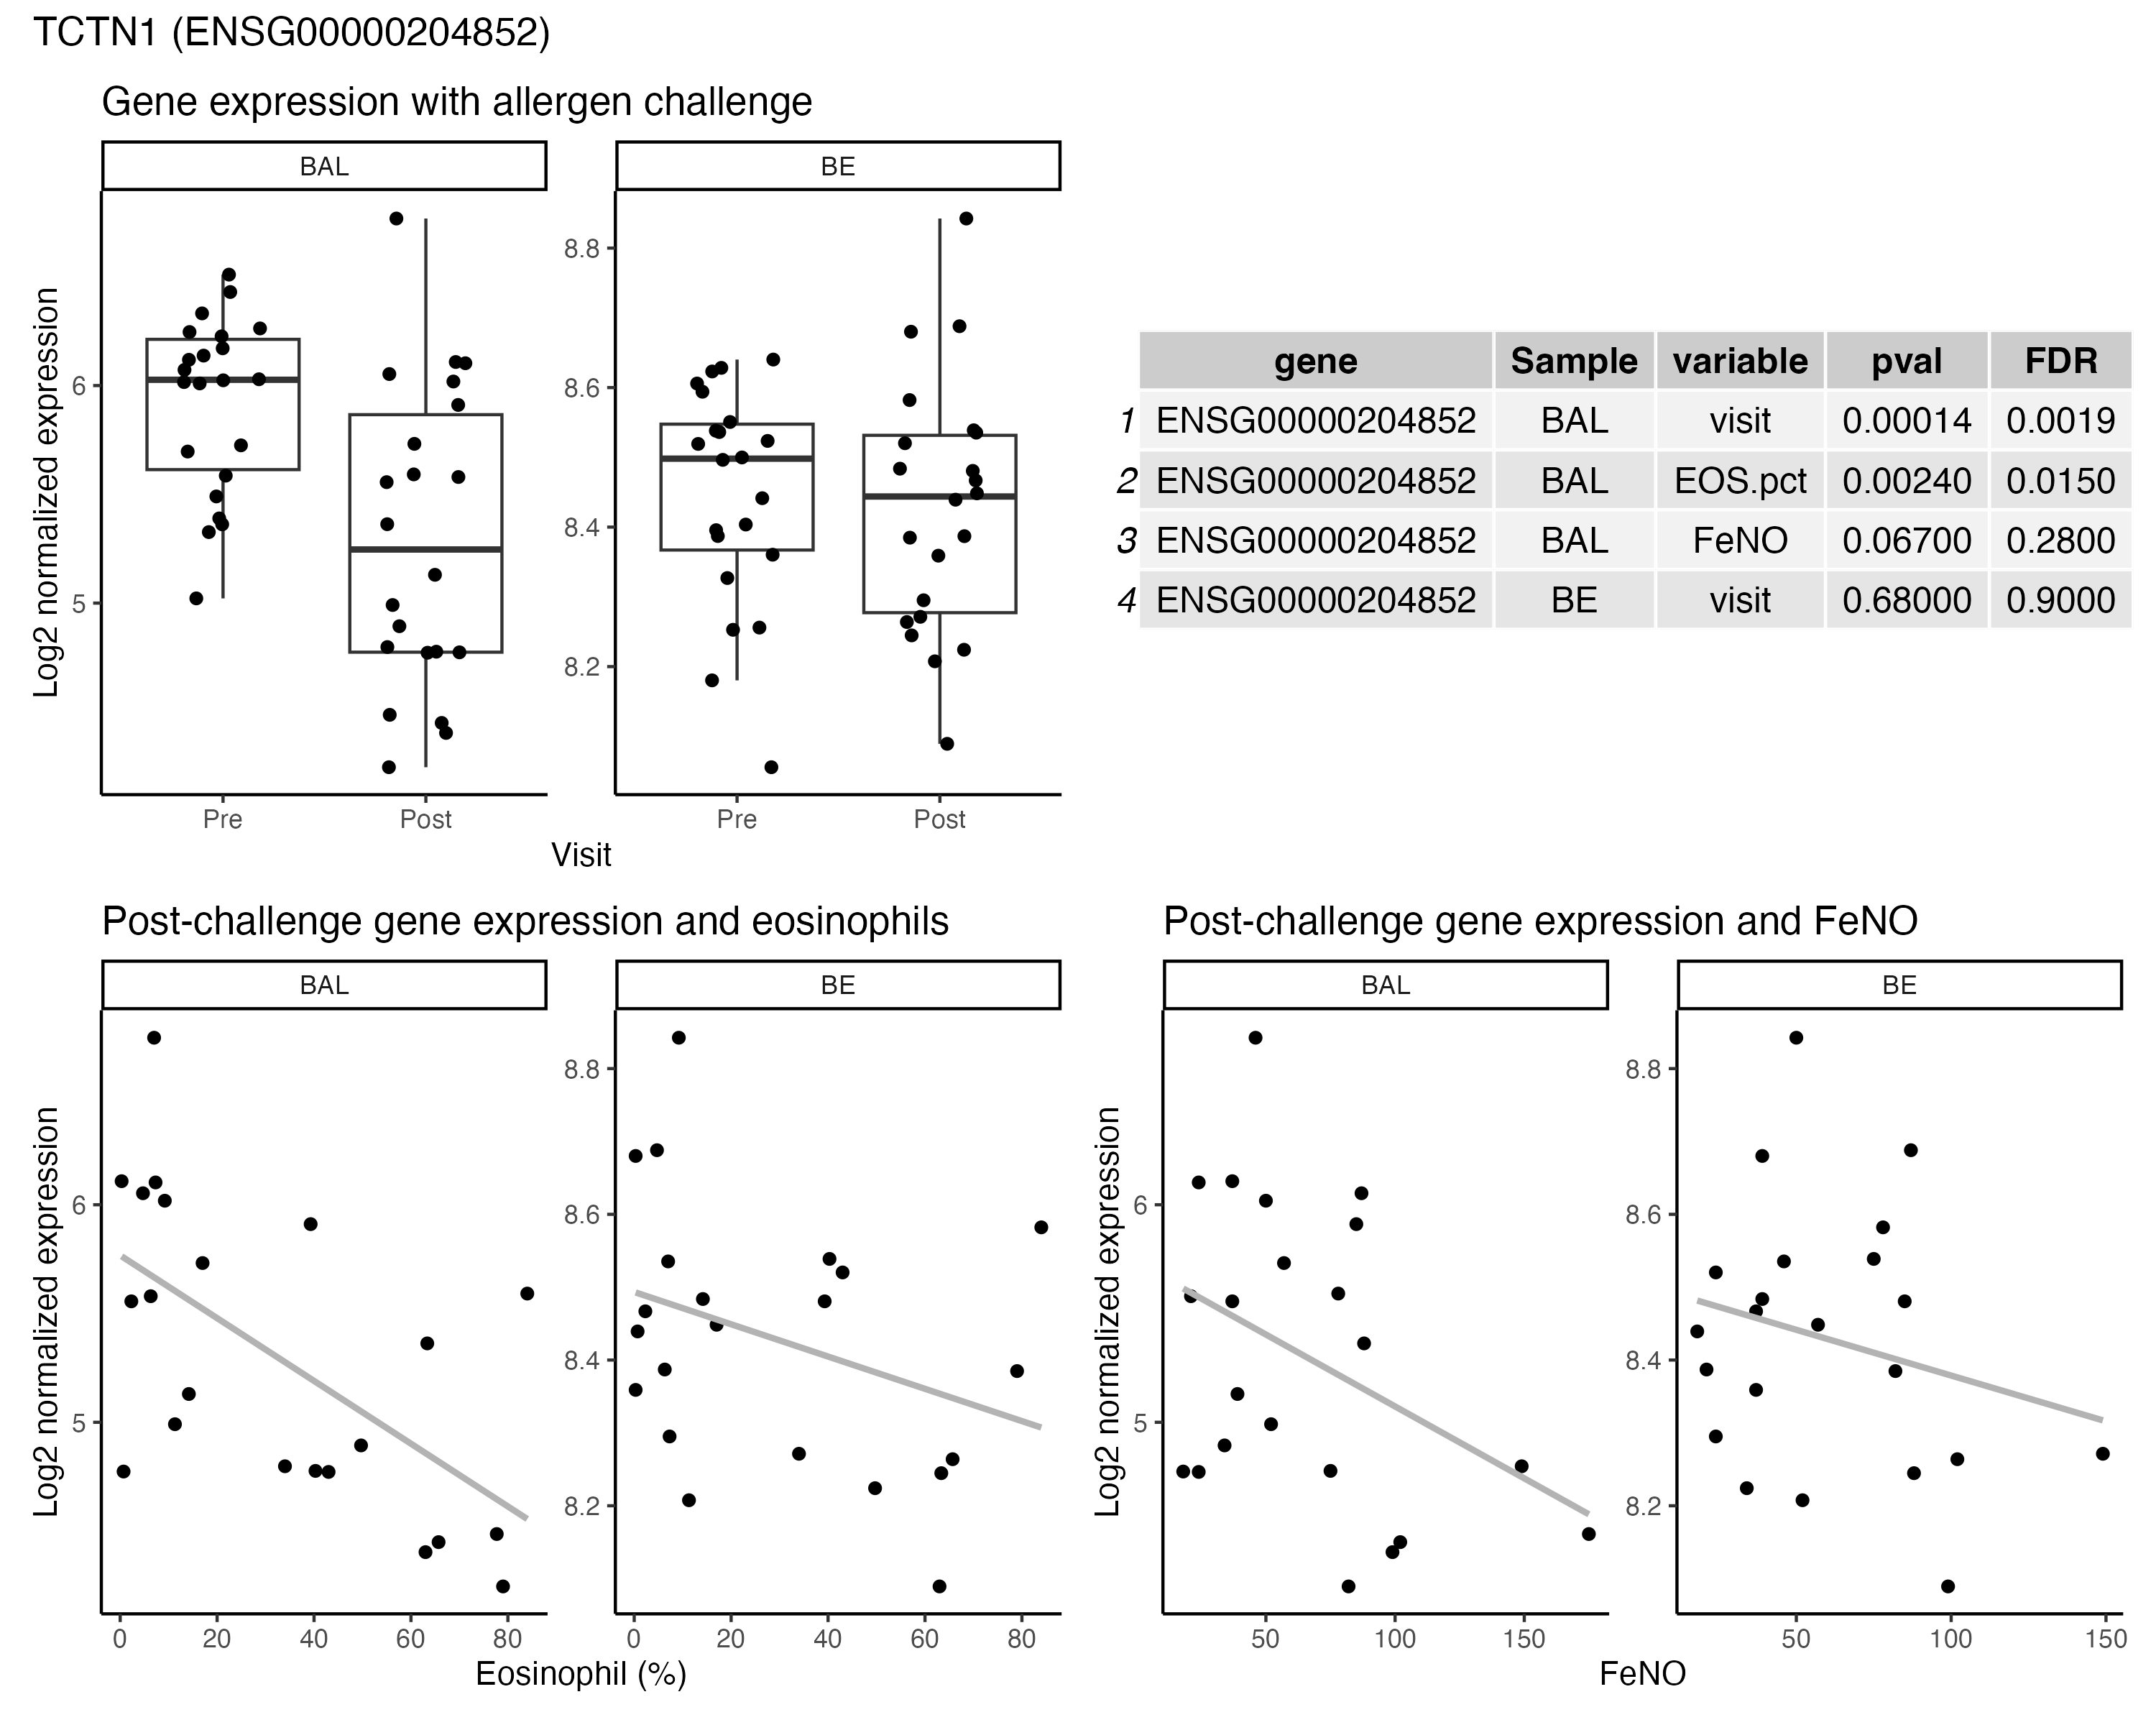 TCTN1 (ENSG00000204852)
Gene expression with allergen challenge
BAL
BE
Log2 normalized expression
6
5
8.8
8.6
8.4
8.2
Pre
Post
Pre
Post
Visit
gene Sample variable pval FDR
1 ENSG00000204852 BAL visit 0.00014 0.0019
2 ENSG00000204852 BAL EOS.pct 0.00240 0.0150
3 ENSG00000204852 BAL FeNO 0.06700 0.2800
4 ENSG00000204852 BE visit 0.68000 0.9000
Post-challenge gene expression and eosinophils
BAL
BE
Log2 normalized expression
6
5
8.8
8.6
8.4
8.2
0 20 40 60 80
0 20 40 60 80
Eosinophil (%)
Post-challenge gene expression and FeNO
BAL
BE
Log2 normalized expression
6
5
8.8
8.6
8.4
8.2
50 100 150
50 100 150
FeNO